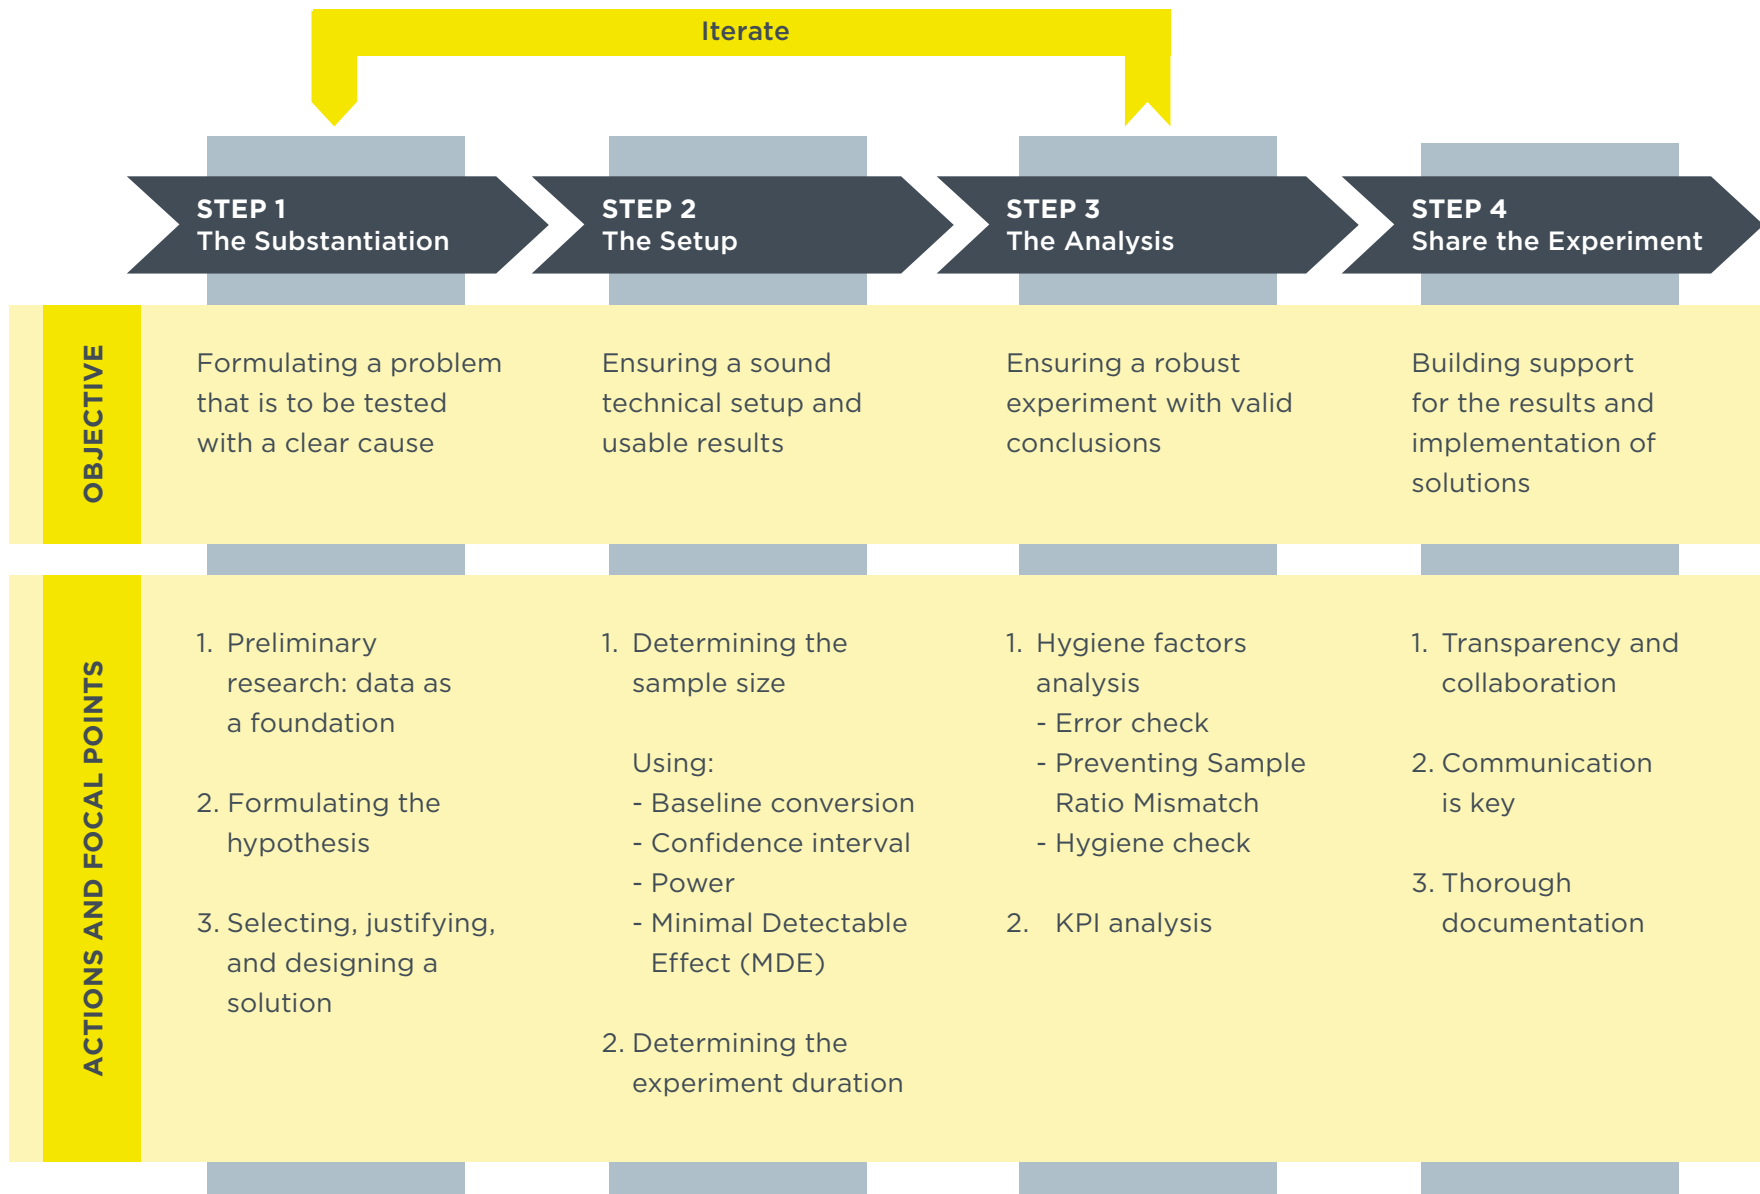 Iterate
STEP 1
The Substantiation
STEP 2
The Setup
STEP 3
The Analysis
STEP 4
Share the Experiment
OBJECTIVE
Formulating a problem
that is to be tested
with a clear cause
Ensuring a sound
technical setup and
usable results
Ensuring a robust
experiment with valid
conclusions
Building support
for the results and
implementation of
solutions
ACTIONS AND FOCAL POINTS
1. Preliminary
research: data as
a foundation
2. Formulating the
hypothesis
3. Selecting, justifying,
and designing a
solution
1. Determining the
sample size
Using:
- Baseline conversion
- Confidence interval
- Power
- Minimal Detectable
Effect (MDE)
2. Determining the
experiment duration
1. Hygiene factors
analysis
- Error check
- Preventing Sample
Ratio Mismatch
- Hygiene check
2. KPI analysis
1. Transparency and
collaboration
2. Communication
is key
3. Thorough
documentation